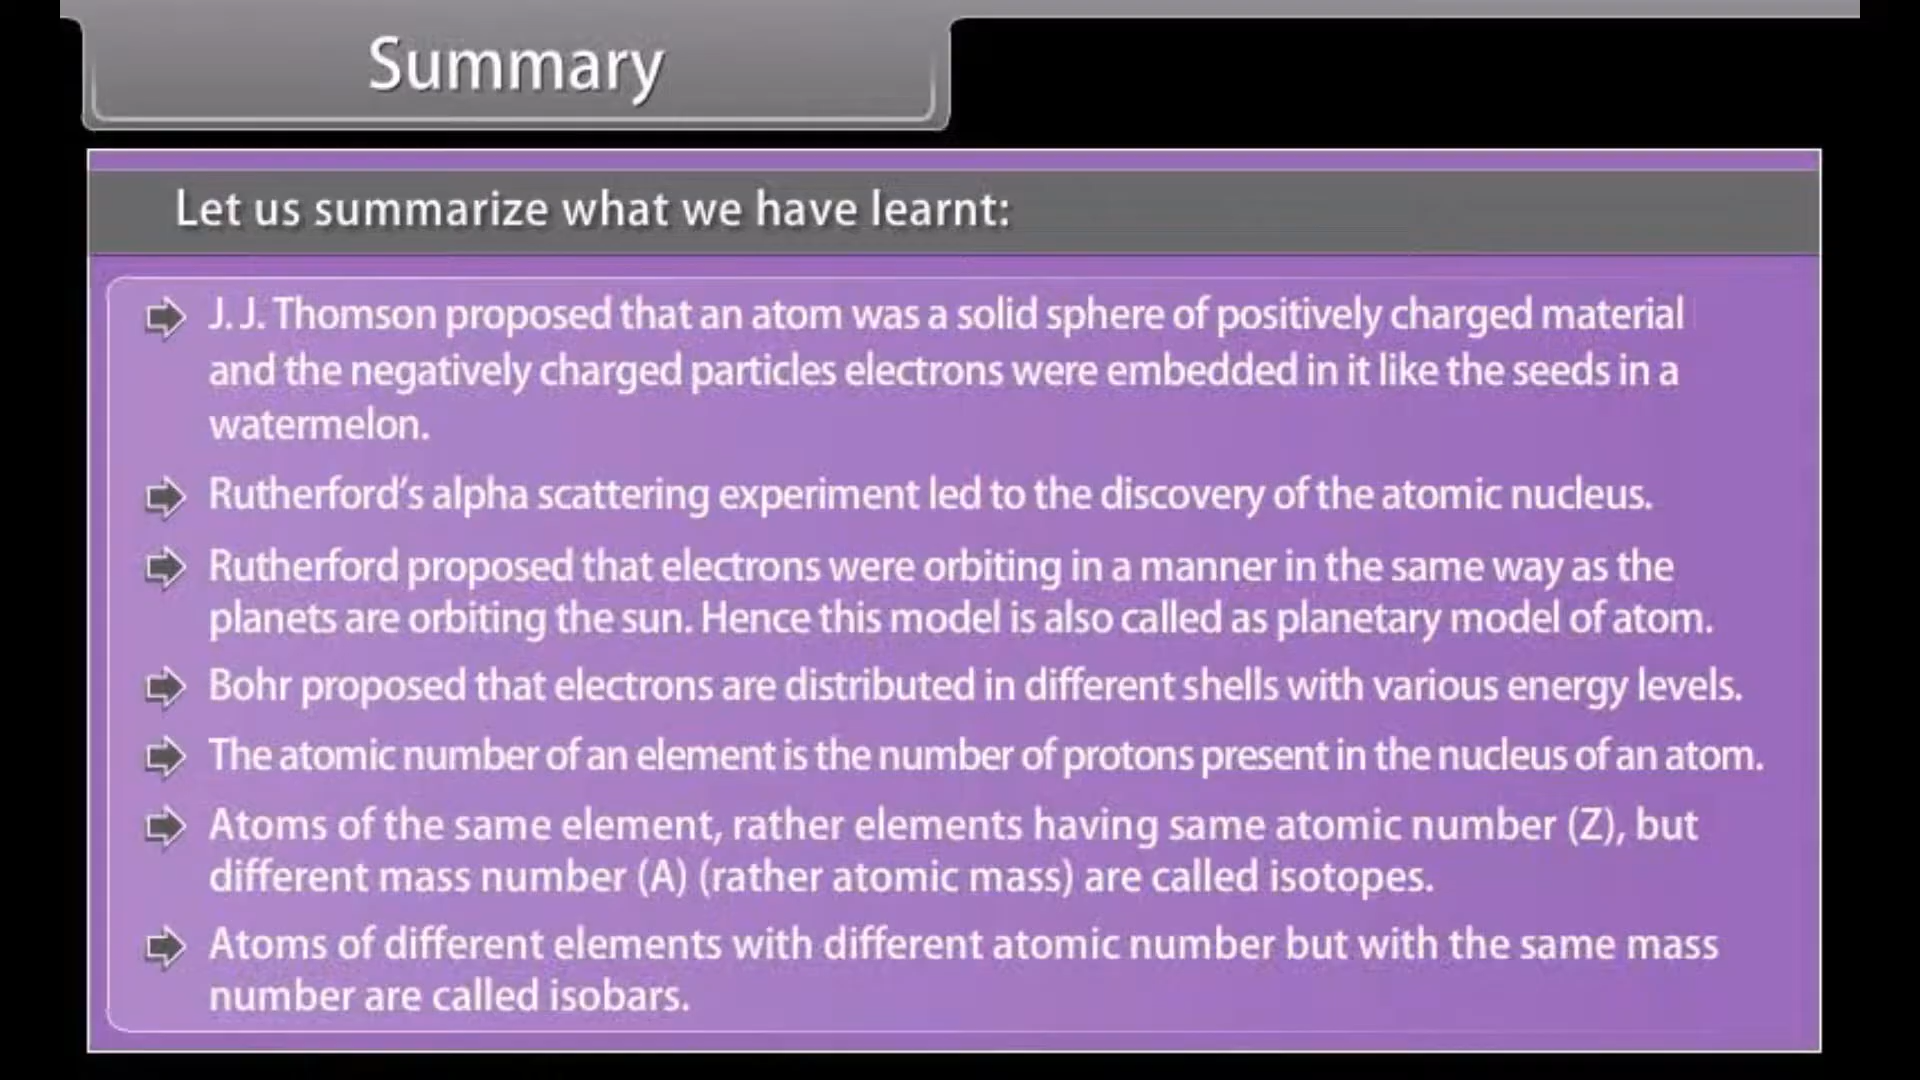 Summary
Let us summarize what we have learnt:
J. J. Thomson proposed that an atom was a solid sphere of positively charged material
and the negatively charged particles electrons were embedded in it like the seeds in a
watermelon.
Rutherford's alpha scattering experiment led to the discovery of the atomic nucleus.
Rutherford proposed that electrons were orbiting in a manner in the same way as the
planets are orbiting the sun. Hence this model is also called as planetary model of atom.
Bohr proposed that electrons are distributed in different shells with various energy levels.
The atomic number of an element is the number of protons present in the nucleus of an atom.
Atoms of the same element, rather elements having same atomic number (Z), but
different mass number (A) (rather atomic mass) are called isotopes.
Atoms of different elements with different atomic number but with the same mass
number are called isobars.